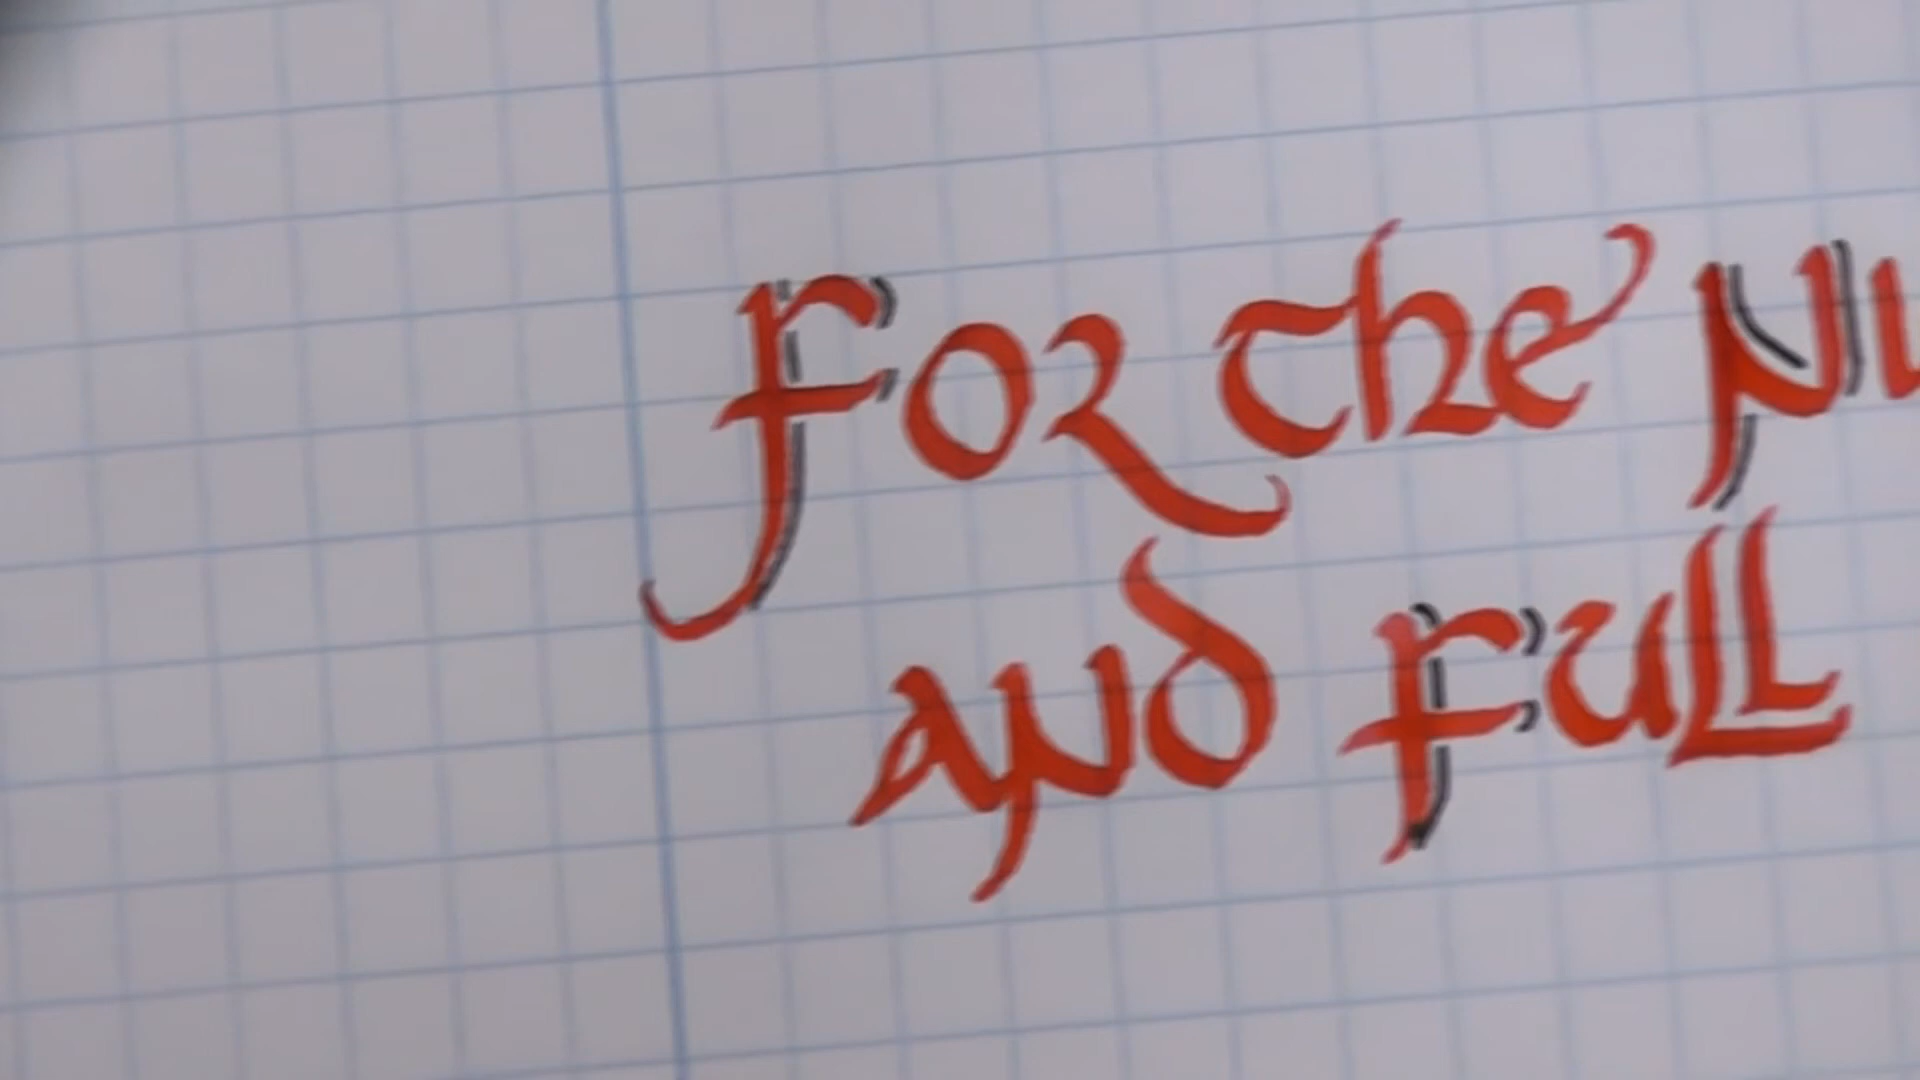 For the
and Full